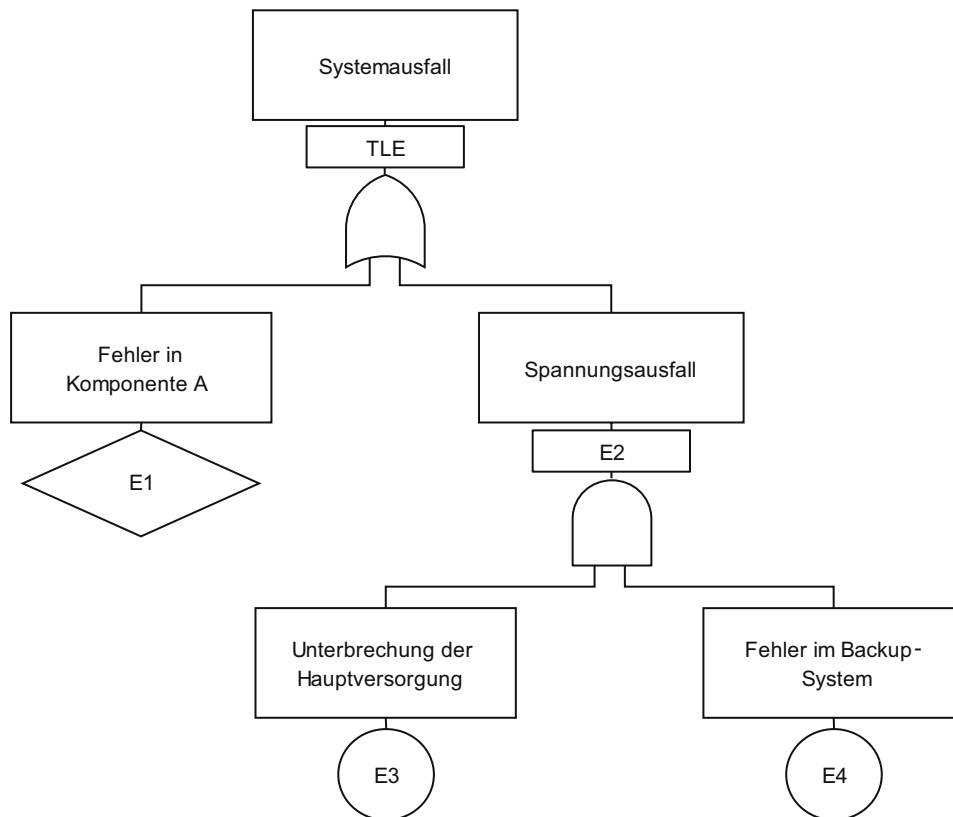 Systemausfall
TLE
Fehler in
Komponente A
Spannungsausfall
E2
E1
Unterbrechung der
Hauptversorgung
Fehler im Backup-
System
E3
E4